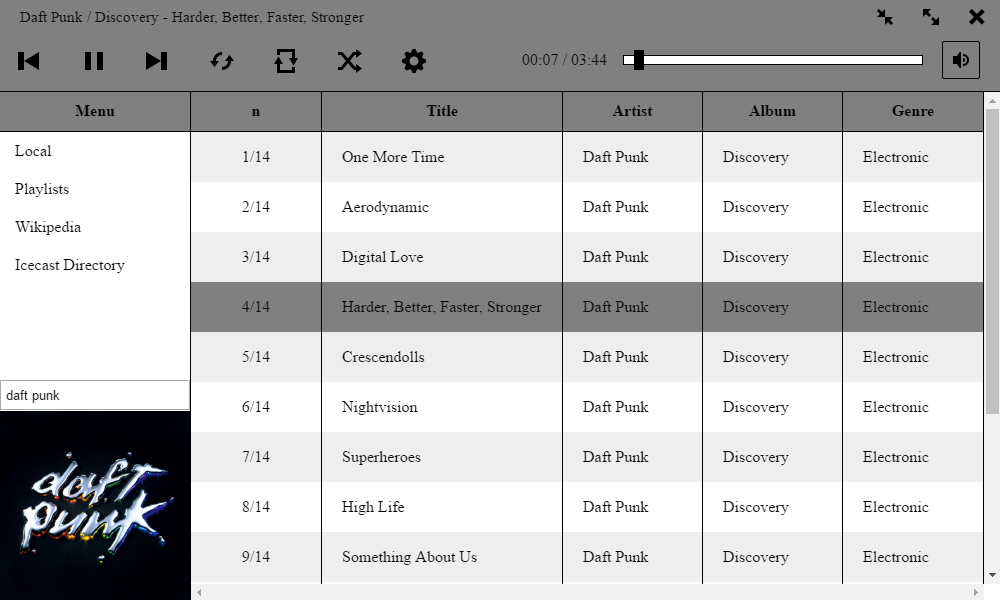 Daft Punk / Discovery - Harder, Better, Faster, Stronger
00:07 / 03:44
Menu n Title Artist Album Genre
Local
Playlists
Wikipedia
Icecast Directory
daft punk
daft
punk
1/14 One More Time Daft Punk Discovery Electronic
2/14 Aerodynamic Daft Punk Discovery Electronic
3/14 Digital Love Daft Punk Discovery Electronic
4/14 Harder, Better, Faster, Stronger Daft Punk Discovery Electronic
5/14 Crescendolls Daft Punk Discovery Electronic
6/14 Nightvision Daft Punk Discovery Electronic
7/14 Superheroes Daft Punk Discovery Electronic
8/14 High Life Daft Punk Discovery Electronic
9/14 Something About Us Daft Punk Discovery Electronic